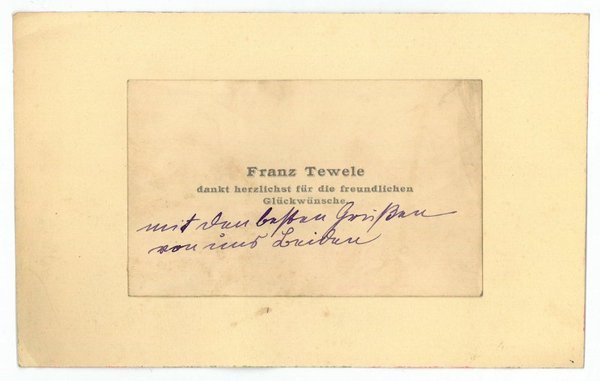 Franz Tewele
dankt herzlichst für die freundlichen
Glückwünsche
mit den besten Grüßen
von uns Beiden